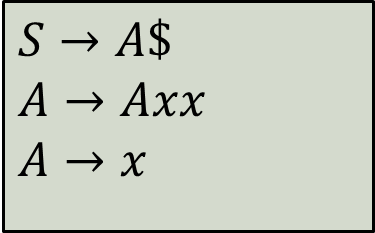 S → A$
A → Axx
A → x